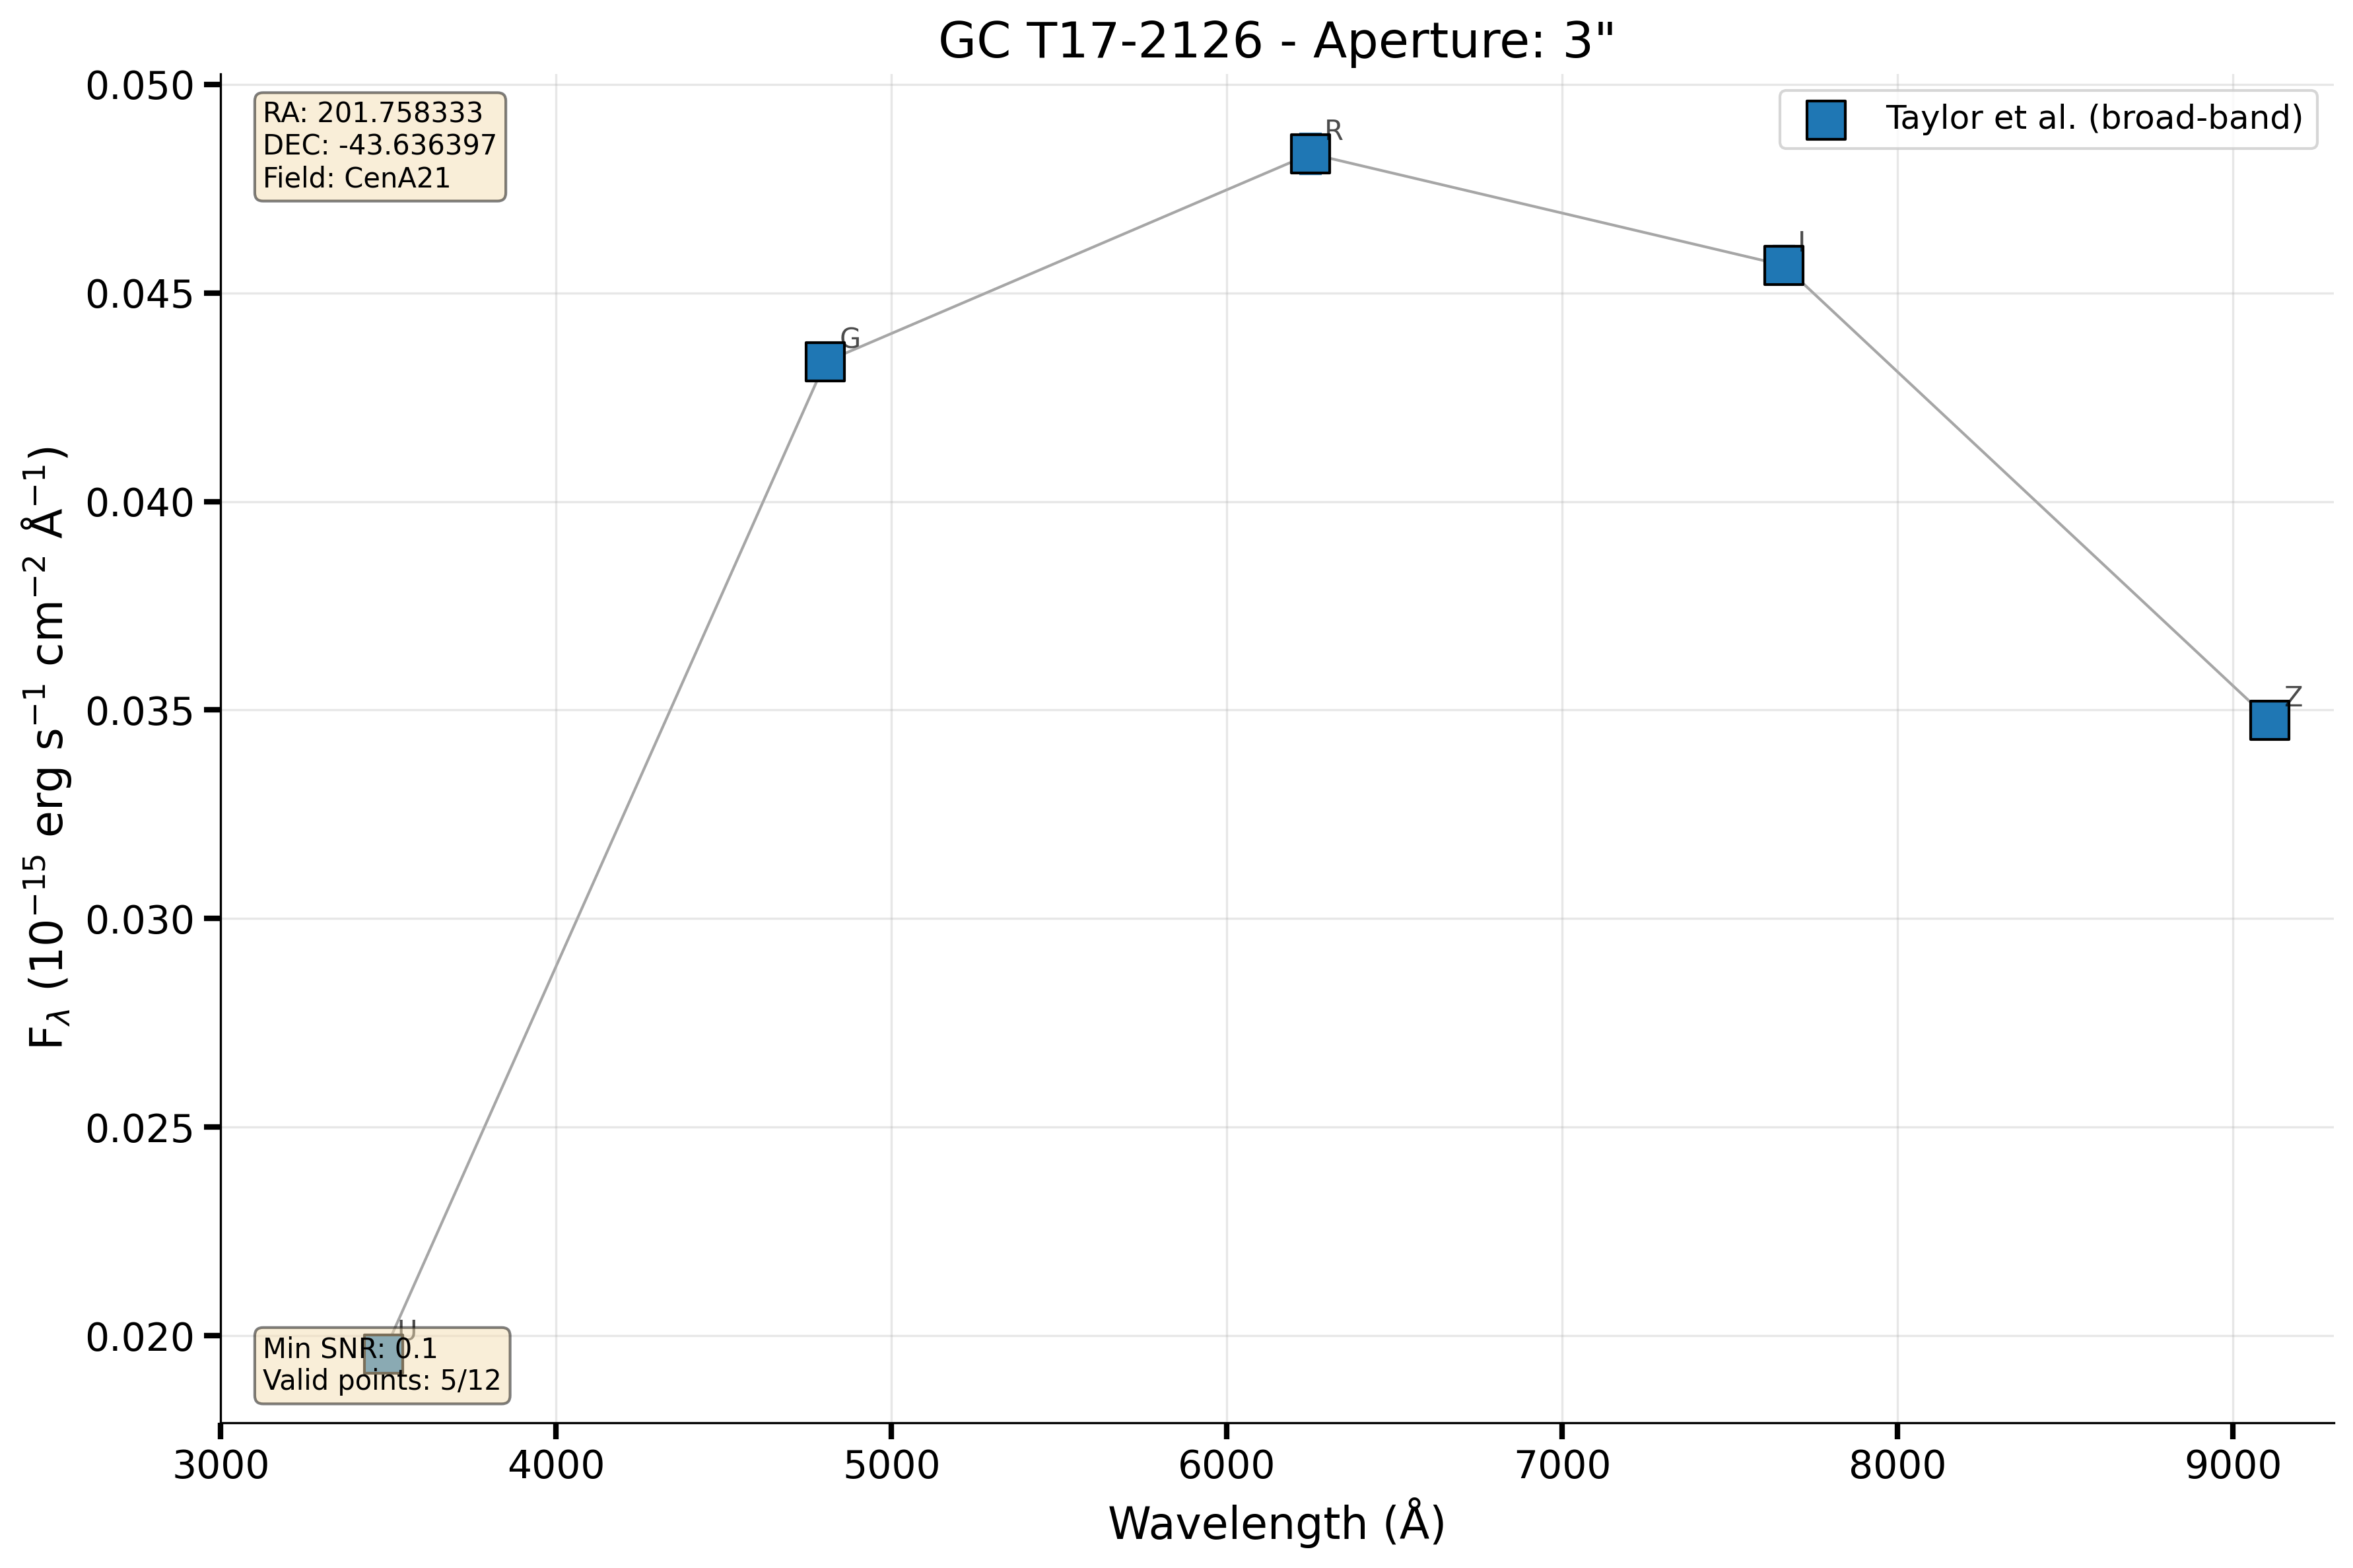 GC T17-2126 - Aperture: 3"
RA: 201.758333
DEC: -43.636397
Field: CenA21
Taylor et al. (broad-band)
R
I
G
Z
U
Min SNR: 0.1
Valid points: 5/12
0.050
0.045
0.040
0.035
0.030
0.025
0.020
F_λ (10⁻¹⁵ erg s⁻¹ cm⁻² Å⁻¹)
3000 4000 5000 6000 7000 8000 9000
Wavelength (Å)